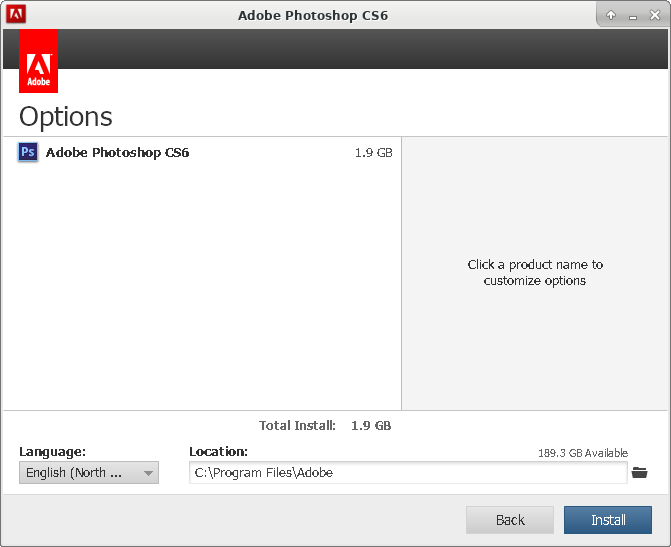 Adobe Photoshop CS6
Adobe
Options
Ps Adobe Photoshop CS6 1.9 GB
Click a product name to
customize options
Total Install: 1.9 GB
Language: Location: 189.3 GB Available
English (North ... C:\Program Files\Adobe
Back Install